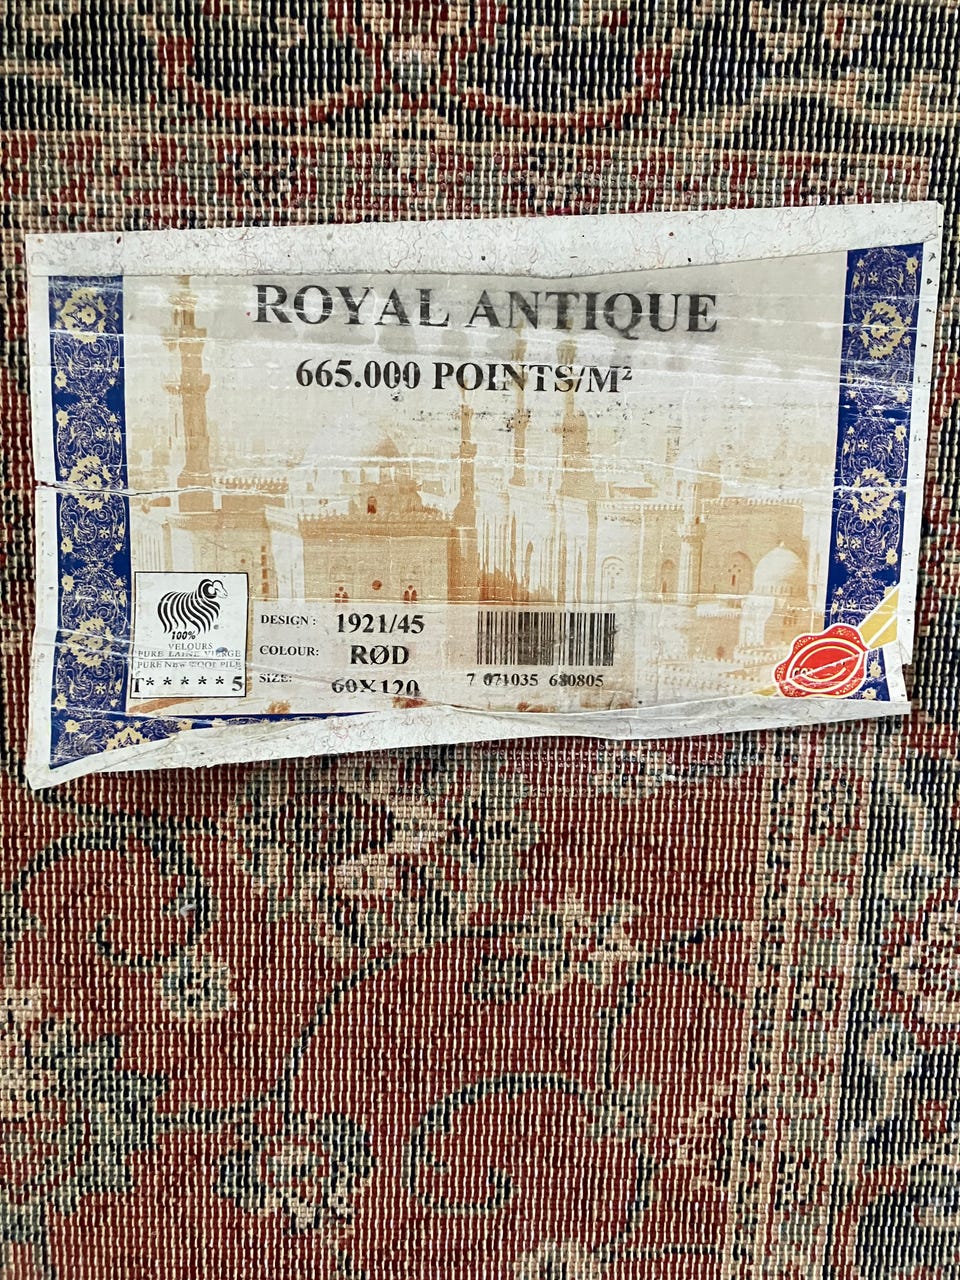 ROYAL ANTIQUE
665.000 POINTS/M²
100%
VELOURS
PURE LAINE VIERGE
PURE NEW WOOL PILE
T* * * * * 5
DESIGN : 1921/45
COLOUR: RØD
SIZE: 60X120
7 071035 680805